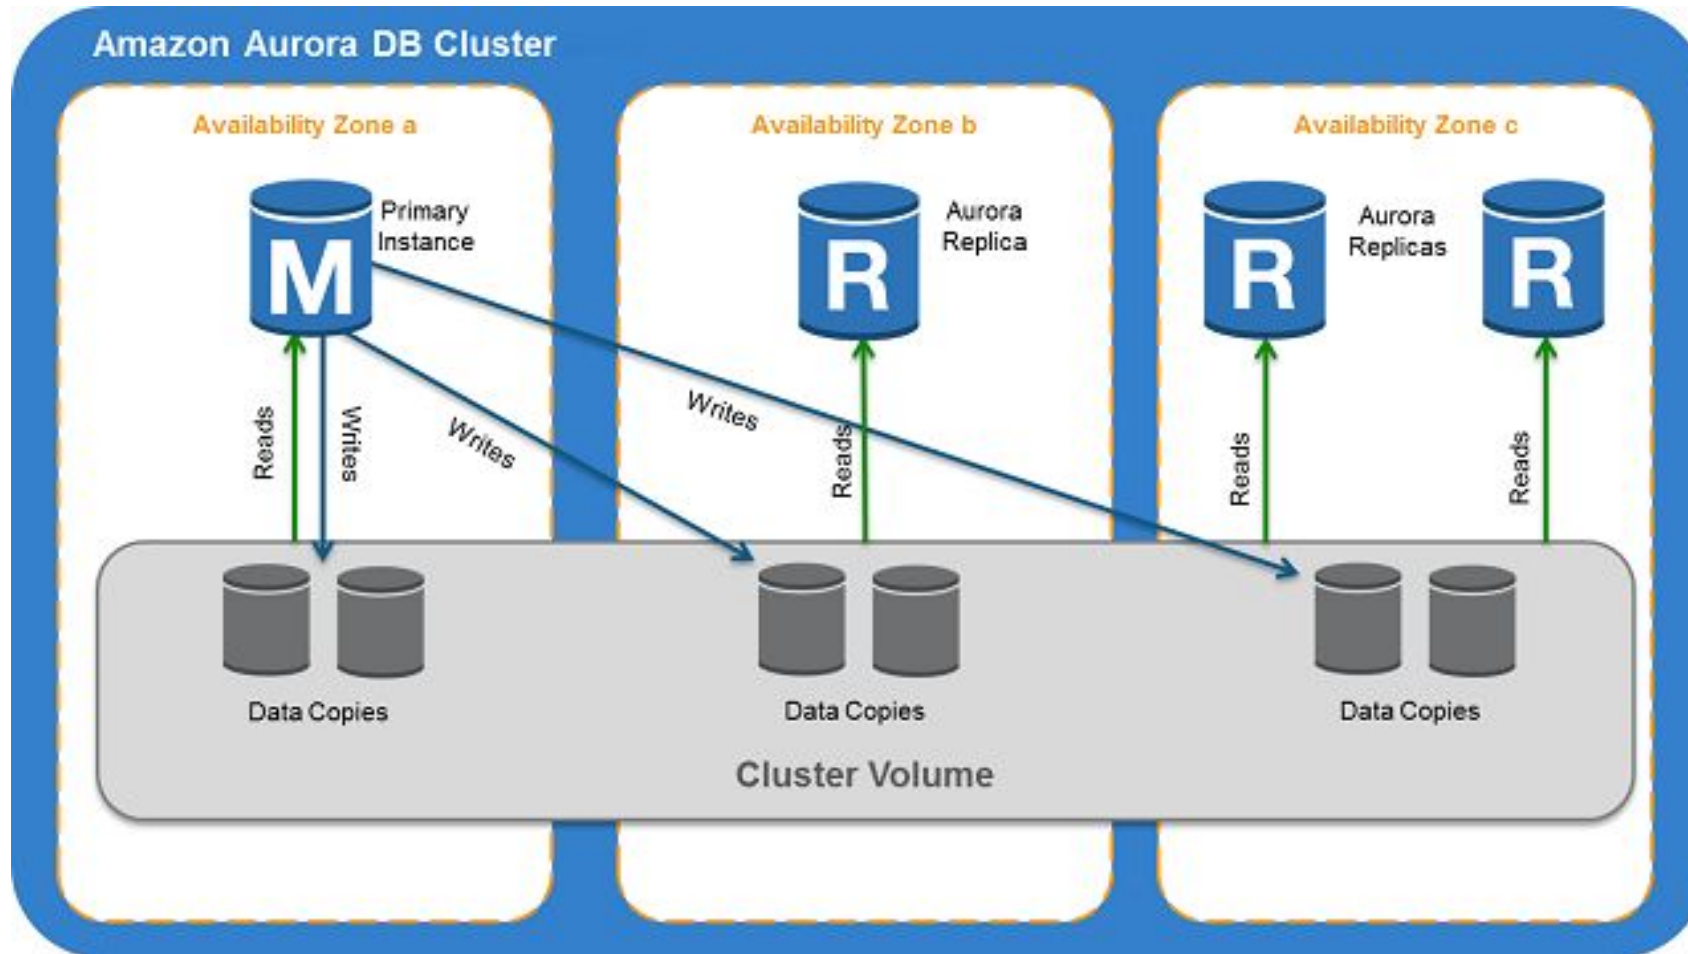 Amazon Aurora DB Cluster
Availability Zone a
Availability Zone b
Availability Zone c
M
Primary
Instance
R
Aurora
Replica
R
Aurora
Replicas
R
Reads
Writes
Writes
Writes
Reads
Reads
Reads
Data Copies
Data Copies
Data Copies
Cluster Volume